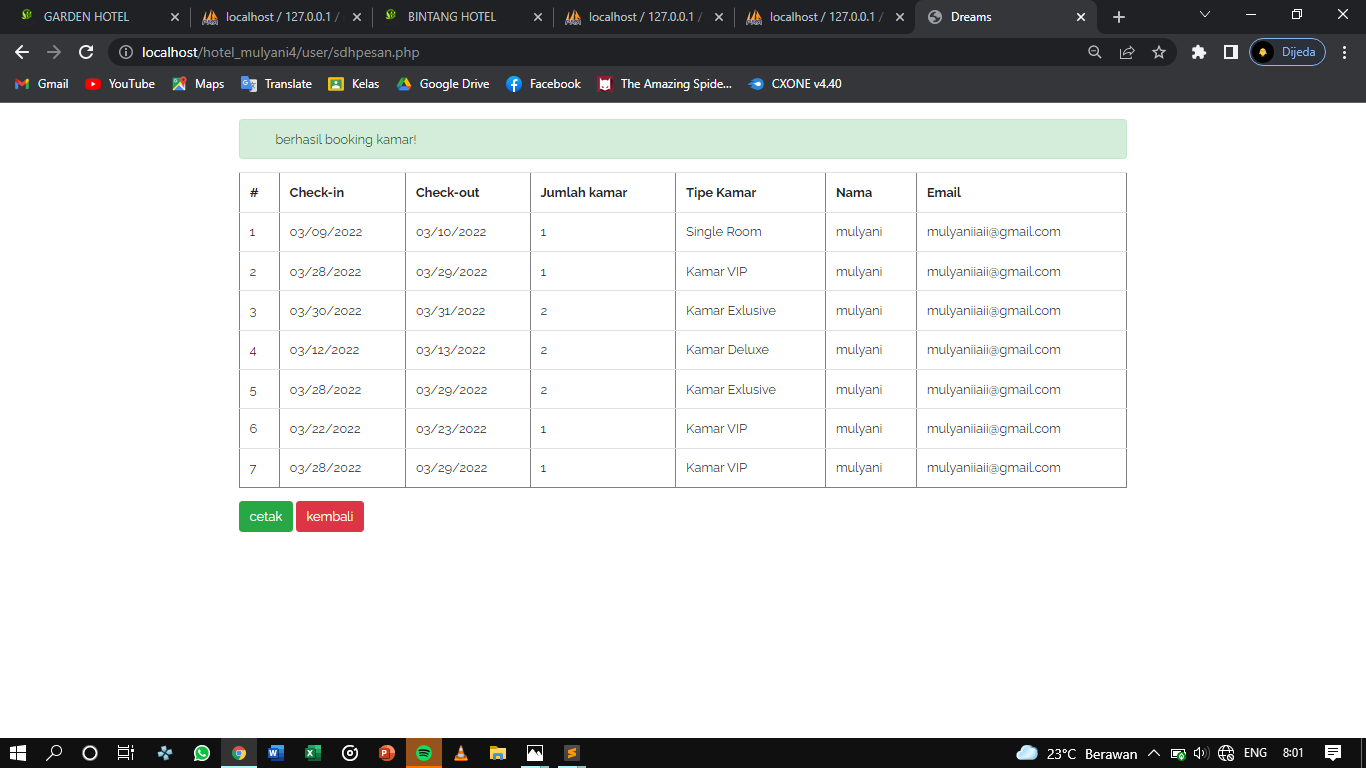 GARDEN HOTEL
localhost / 127.0.0.1 /
BINTANG HOTEL
localhost / 127.0.0.1 /
localhost / 127.0.0.1 /
Dreams
localhost/hotel_mulyani4/user/sdhpesan.php
Dijeda
Gmail YouTube Maps Translate Kelas Google Drive Facebook The Amazing Spide... CXONE v4.40
berhasil booking kamar!
# Check-in Check-out Jumlah kamar Tipe Kamar Nama Email
1 03/09/2022 03/10/2022 1 Single Room mulyani mulyaniiaii@gmail.com
2 03/28/2022 03/29/2022 1 Kamar VIP mulyani mulyaniiaii@gmail.com
3 03/30/2022 03/31/2022 2 Kamar Exlusive mulyani mulyaniiaii@gmail.com
4 03/12/2022 03/13/2022 2 Kamar Deluxe mulyani mulyaniiaii@gmail.com
5 03/28/2022 03/29/2022 2 Kamar Exlusive mulyani mulyaniiaii@gmail.com
6 03/22/2022 03/23/2022 1 Kamar VIP mulyani mulyaniiaii@gmail.com
7 03/28/2022 03/29/2022 1 Kamar VIP mulyani mulyaniiaii@gmail.com
cetak kembali
23°C Berawan ENG 8:01